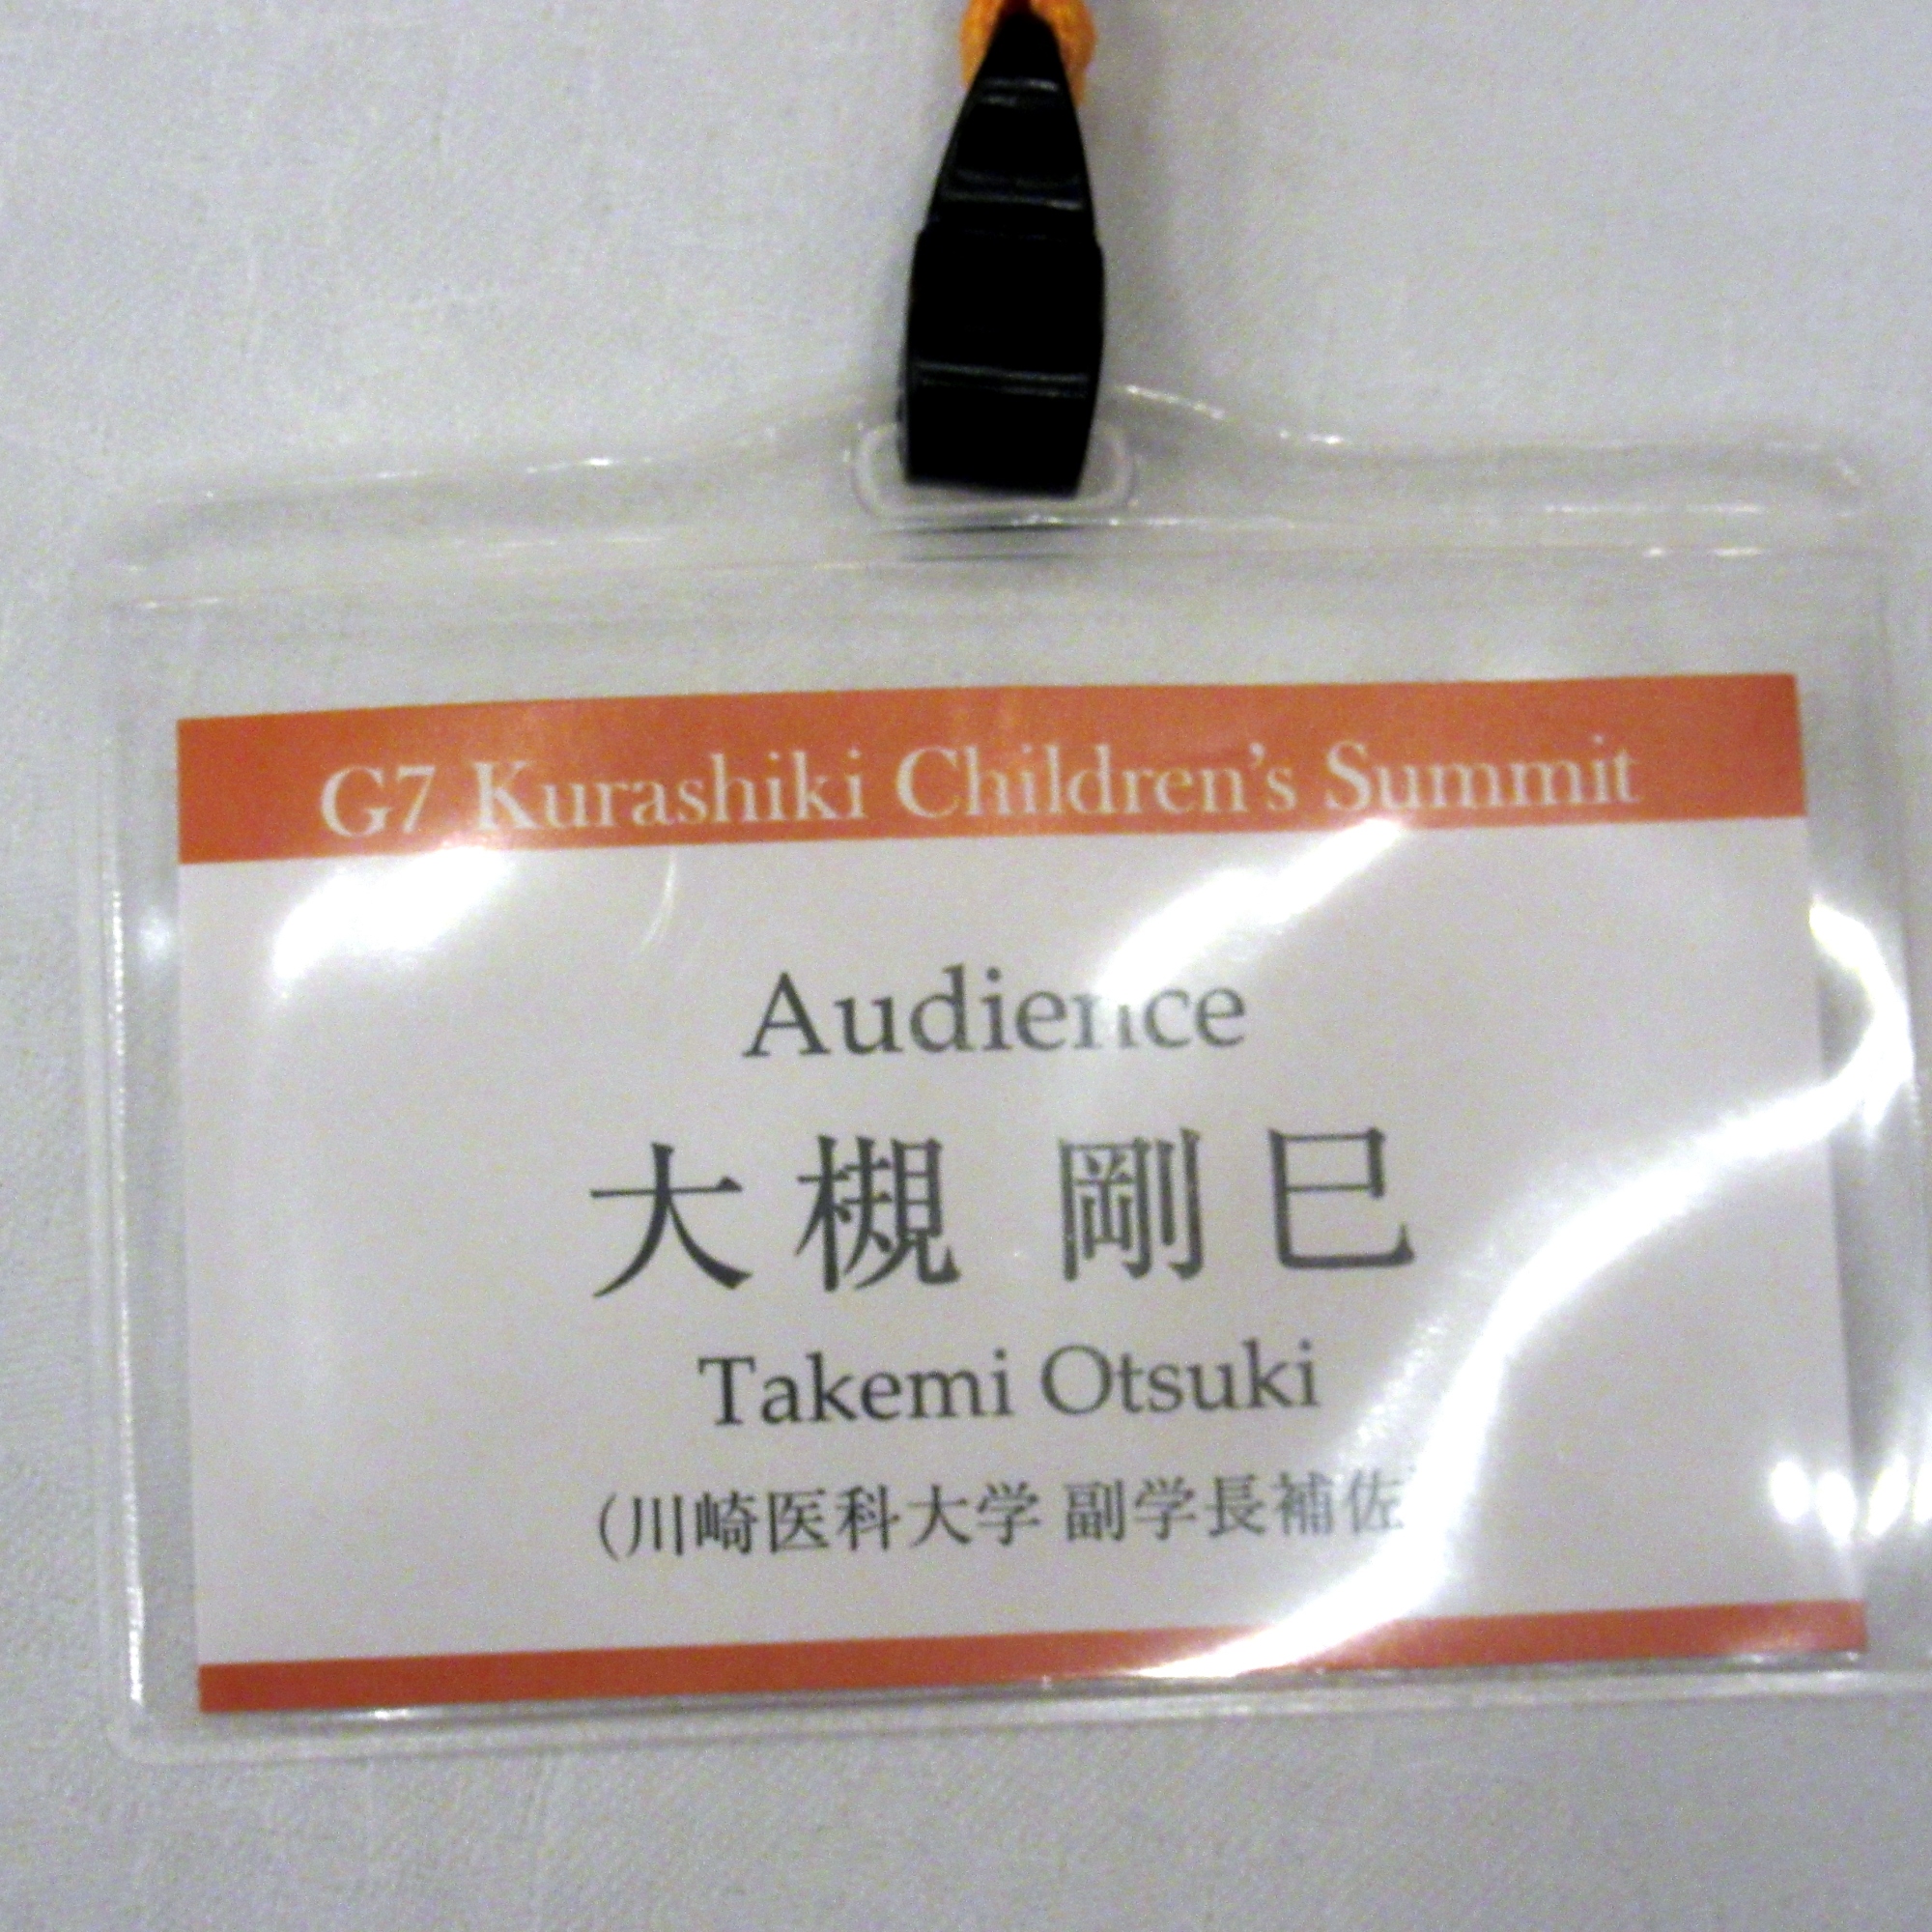 G7 Kurashiki Children's Summit
Audience
大槻 剛巳
Takemi Otsuki
(川崎医科大学 副学長補佐)